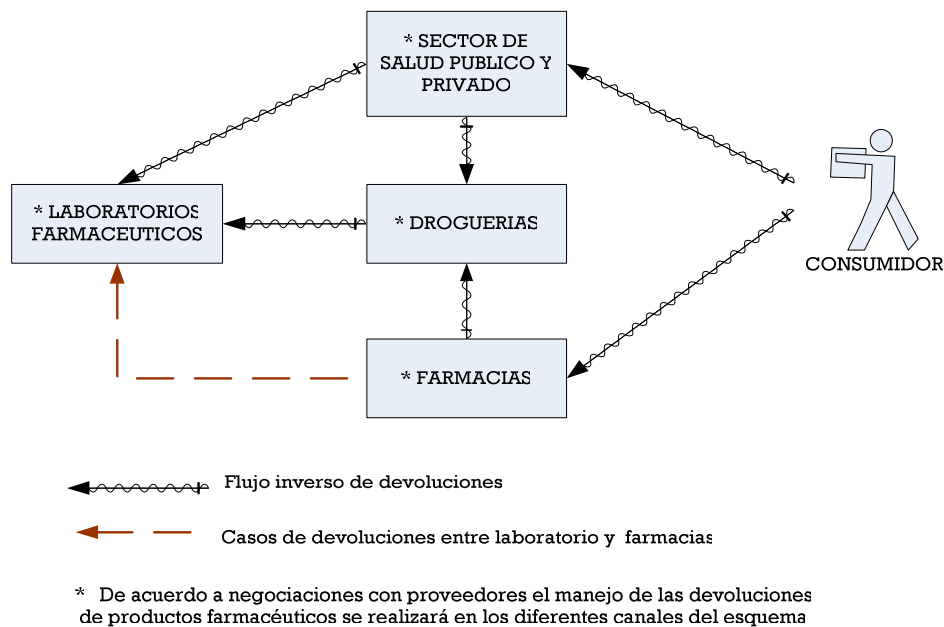 * SECTOR DE
SALUD PUBLICO Y
PRIVADO
* LABORATORIOS
FARMACEUTICOS
* DROGUERIAS
CONSUMIDOR
* FARMACIAS
Flujo inverso de devoluciones
Casos de devoluciones entre laboratorio y farmacias
* De acuerdo a negociaciones con proveedores el manejo de las devoluciones
de productos farmacéuticos se realizará en los diferentes canales del esquema